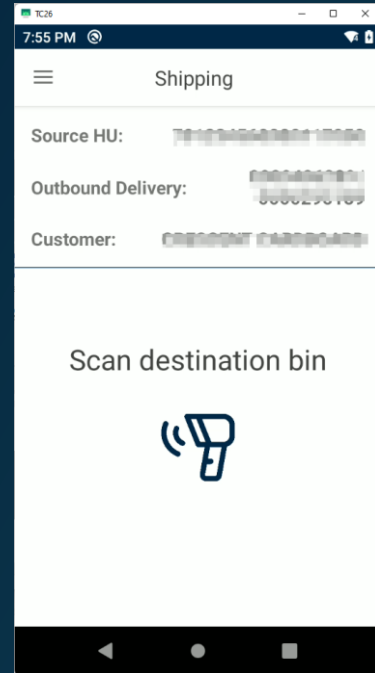 TC26
7:55 PM
Shipping
Source HU:
Outbound Delivery:
Customer:
Scan destination bin